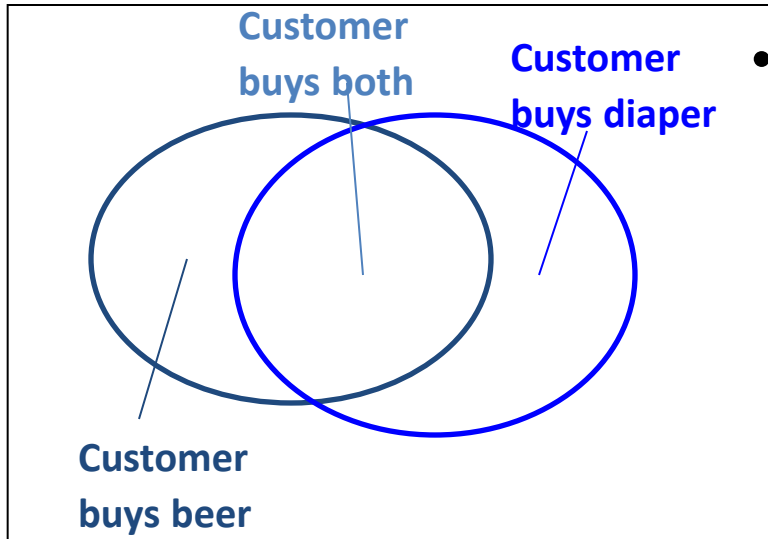 Customer
buys both
Customer
buys diaper
•
Customer
buys beer